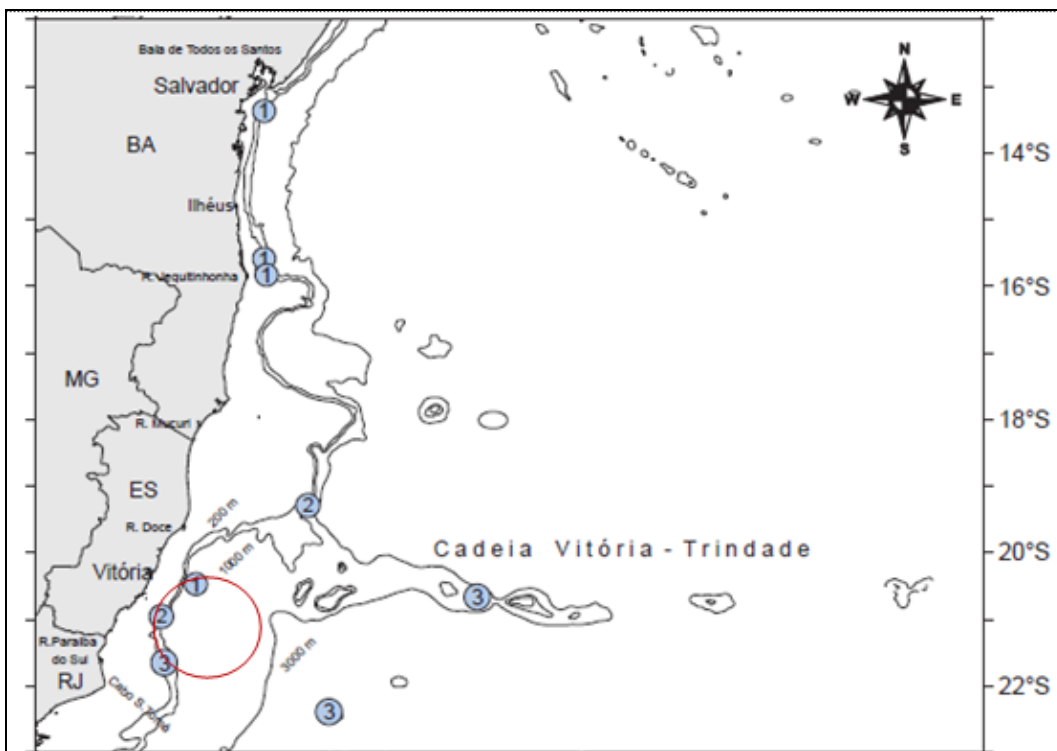 Baia de Todos os Santos
Salvador
N
W
E
S
1
BA
14°S
Ilhéus
1
R. Jequitinhonha
1
16°S
MG
R. Mucuri
18°S
ES
2
200 m
R. Doce
Cadeia Vitória - Trindade
20°S
1000 m
Vitória
1
3
2
R.Paraíba
do Sul
3
3000 m
RJ
Cabo S. Tomé
22°S
3